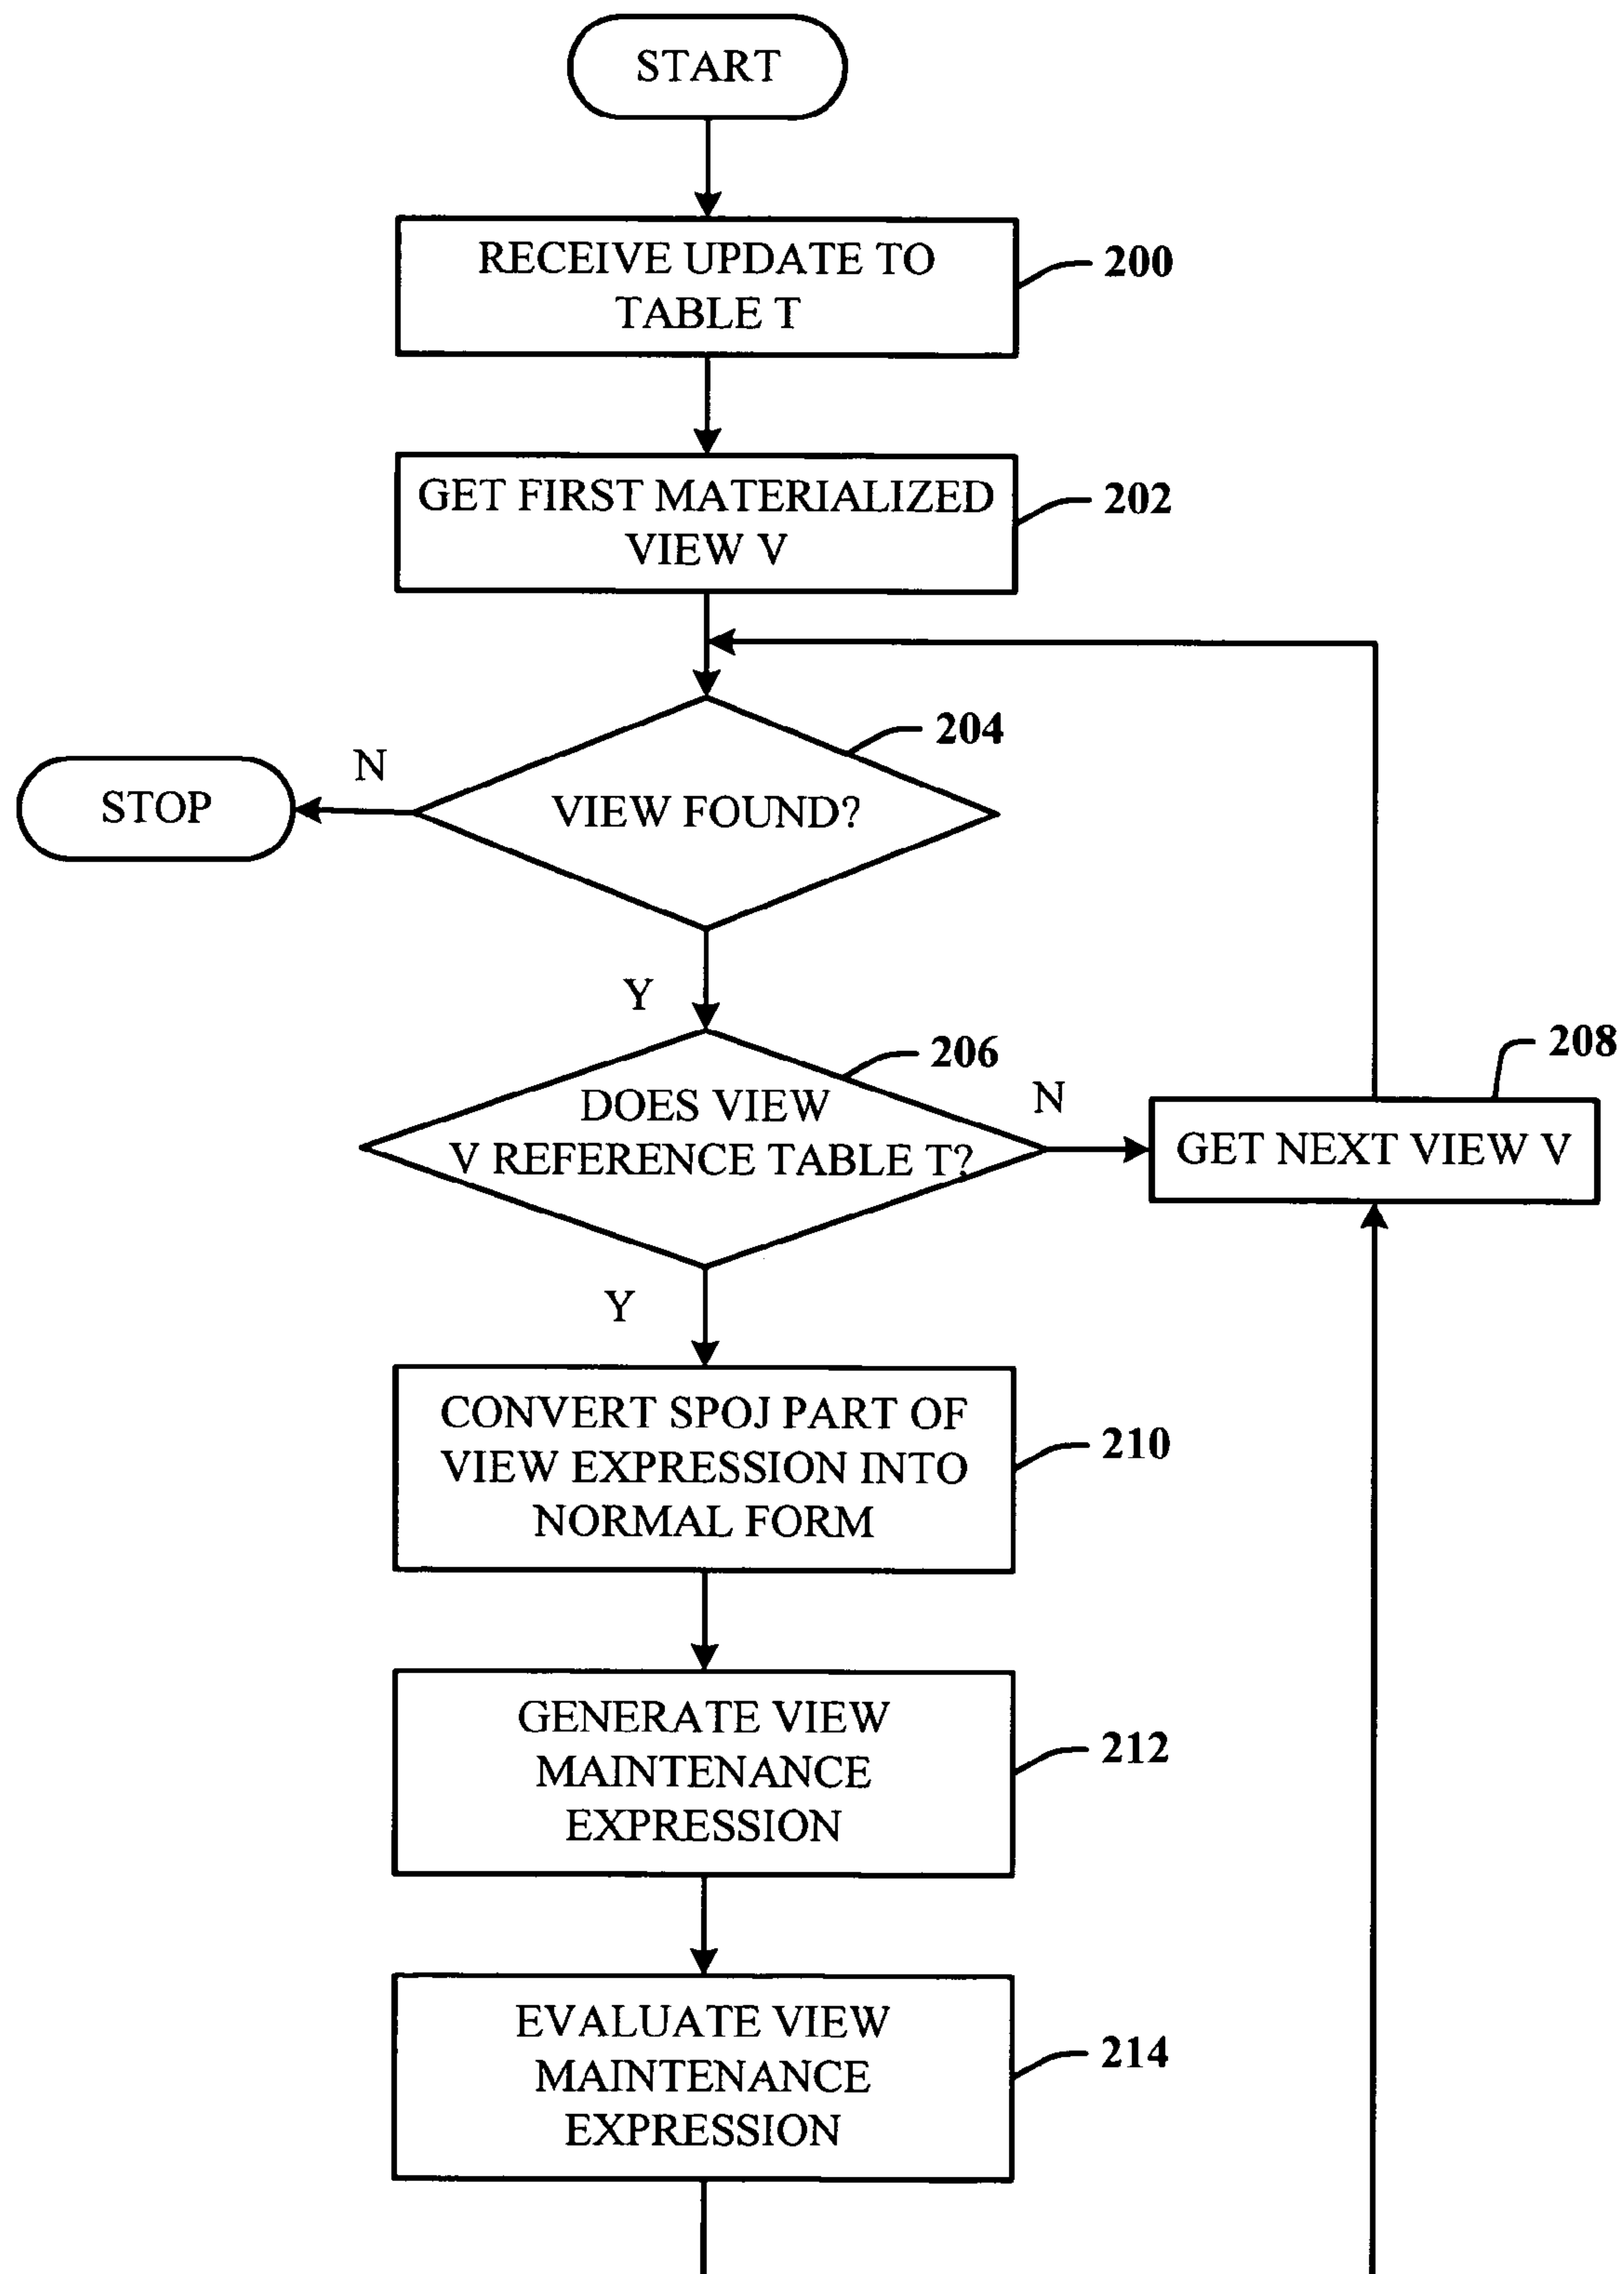 START
RECEIVE UPDATE TO
TABLE T
200
GET FIRST MATERIALIZED
VIEW V
202
204
N
STOP
VIEW FOUND?
Y
206
208
DOES VIEW
V REFERENCE TABLE T?
N
GET NEXT VIEW V
Y
CONVERT SPOJ PART OF
VIEW EXPRESSION INTO
NORMAL FORM
210
GENERATE VIEW
MAINTENANCE
EXPRESSION
212
EVALUATE VIEW
MAINTENANCE
EXPRESSION
214